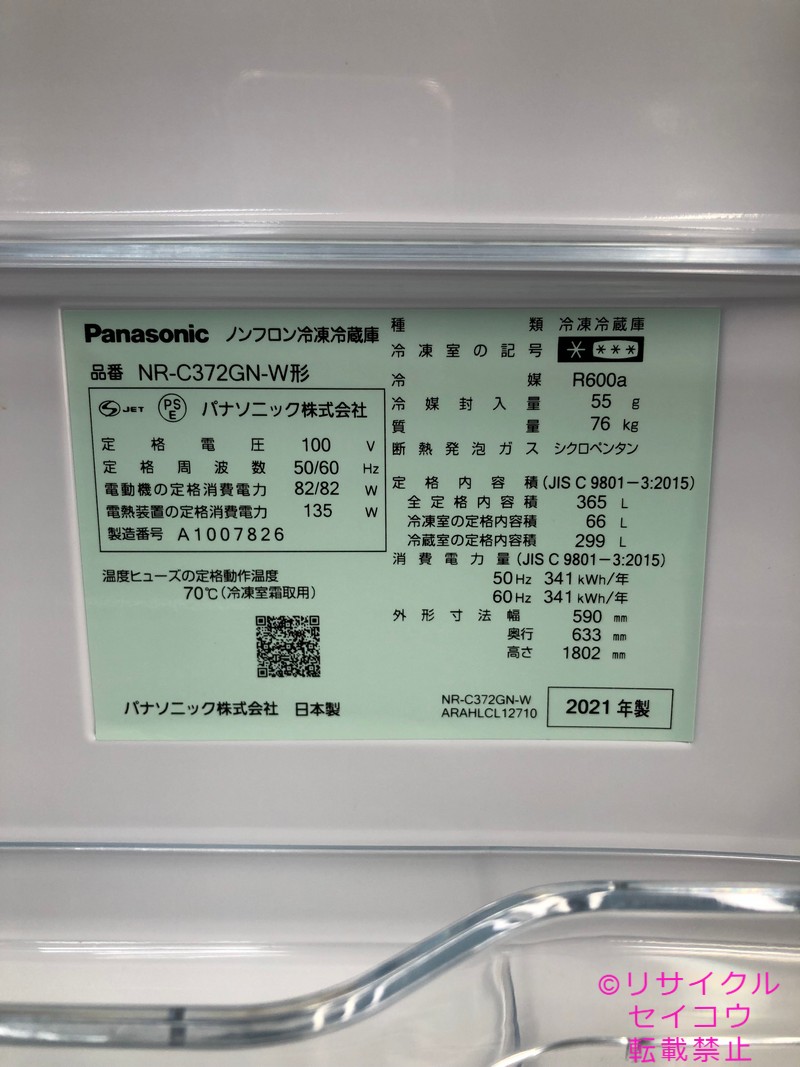 Panasonic ノンフロン冷凍冷蔵庫
品番 NR-C372GN-W形
S JET PSE パナソニック株式会社
定格電圧 100 V
定格周波数 50/60 Hz
電動機の定格消費電力 82/82 W
電熱装置の定格消費電力 135 W
製造番号 A1007826
温度ヒューズの定格動作温度
70℃(冷凍室霜取用)
パナソニック株式会社 日本製
種類 冷凍冷蔵庫
冷凍室の記号 * ***
冷媒 R600a
冷媒封入量 55 g
質量 76 kg
断熱発泡ガス シクロペンタン
定格内容積(JIS C 9801-3:2015)
全定格内容積 365 L
冷凍室の定格内容積 66 L
冷蔵室の定格内容積 299 L
消費電力量(JIS C 9801-3:2015)
50Hz 341 kWh/年
60Hz 341 kWh/年
外形寸法幅 590 mm
奥行 633 mm
高さ 1802 mm
NR-C372GN-W
ARAHLCL12710
2021年製
©リサイクル
セイコウ
転載禁止